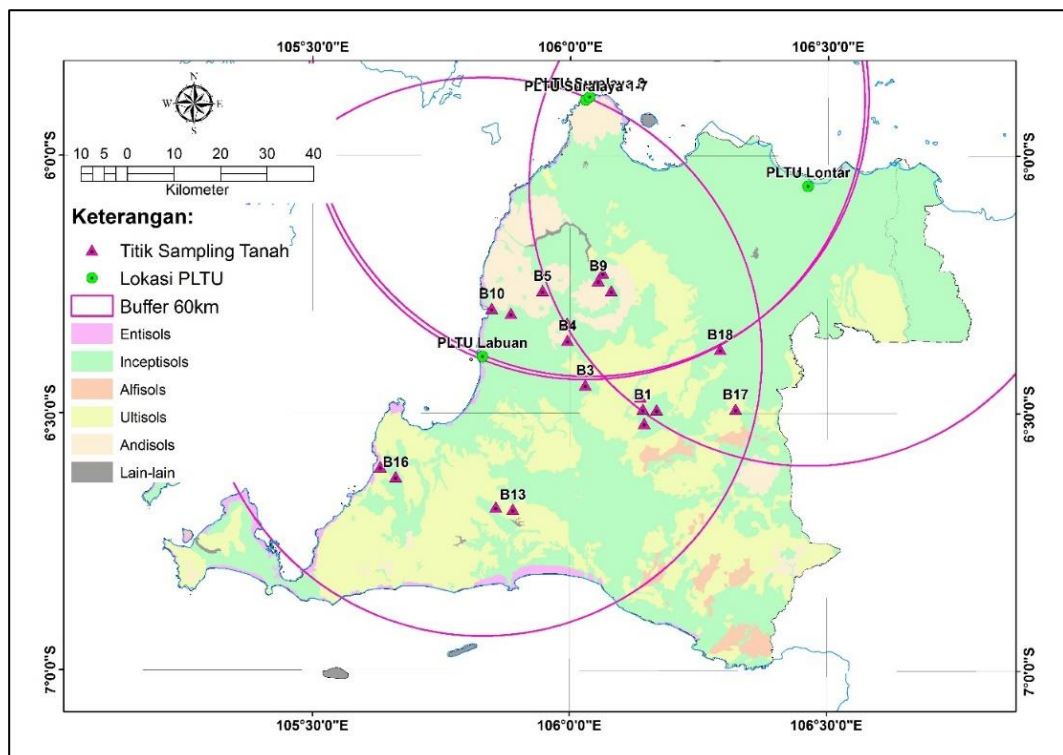 105°30'0"E 106°0'0"E 106°30'0"E
N
W E
S
10 5 0 10 20 30 40
Kilometer
Keterangan:
Titik Sampling Tanah
Lokasi PLTU
Buffer 60km
Entisols
Inceptisols
Alfisols
Ultisols
Andisols
Lain-lain
6°0'0"S
6°30'0"S
7°0'0"S
PLTU Suralaya 1-7
PLTU Lontar
B9
B5
B10
B4
B18
PLTU Labuan
B3
B1
B17
B16
B13
6°0'0"S
6°30'0"S
7°0'0"S
105°30'0"E 106°0'0"E 106°30'0"E